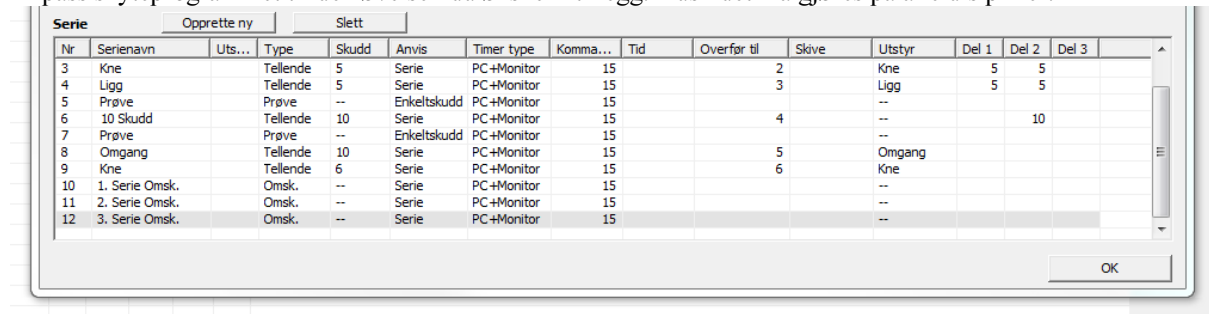 Serie Opprette ny Slett
Nr Serienavn Uts... Type Skudd Anvis Timer type Komma... Tid Overfør til Skive Utstyr Del 1 Del 2 Del 3
3 Kne Tellende 5 Serie PC+Monitor 15 2 Kne 5 5
4 Ligg Tellende 5 Serie PC+Monitor 15 3 Ligg 5 5
5 Prøve Prøve -- Enkeltskudd PC+Monitor 15 --
6 10 Skudd Tellende 10 Serie PC+Monitor 15 4 -- 10
7 Prøve Prøve -- Enkeltskudd PC+Monitor 15 --
8 Omgang Tellende 10 Serie PC+Monitor 15 5 Omgang
9 Kne Tellende 6 Serie PC+Monitor 15 6 Kne
10 1. Serie Omsk. Omsk. -- Serie PC+Monitor 15 --
11 2. Serie Omsk. Omsk. -- Serie PC+Monitor 15 --
12 3. Serie Omsk. Omsk. -- Serie PC+Monitor 15 --
OK